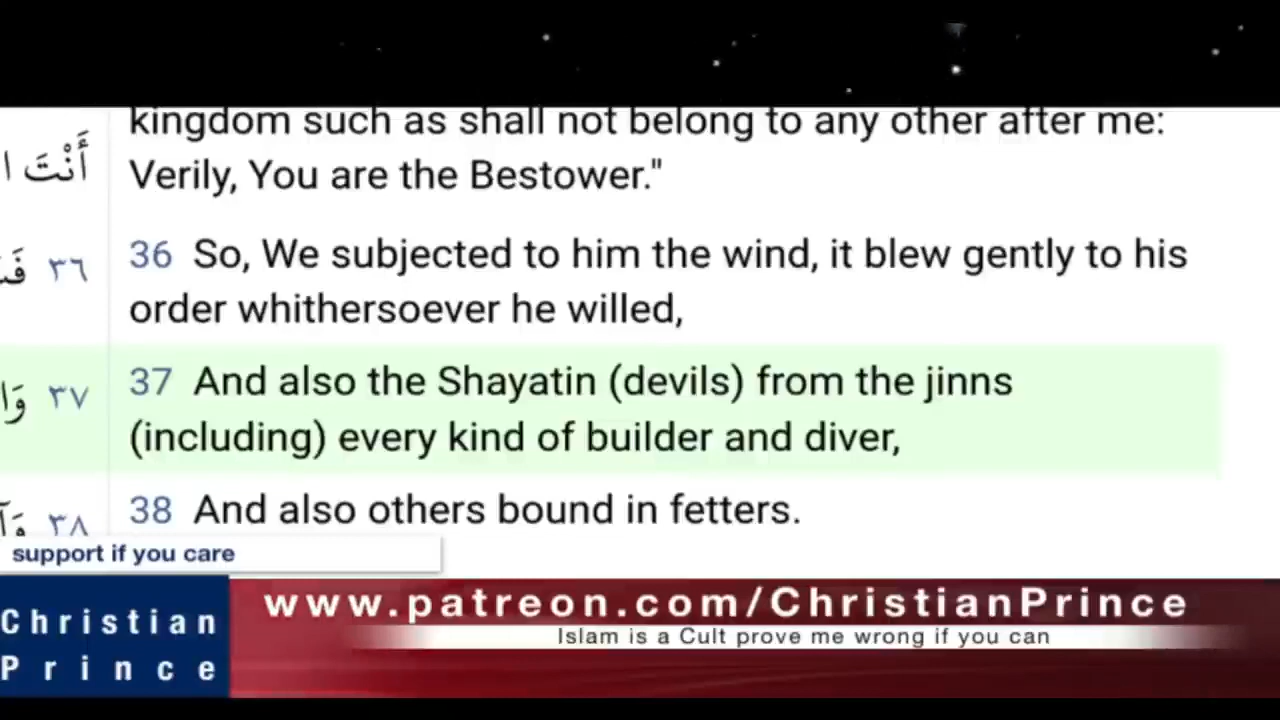 kingdom such as shall not belong to any other after me:
أَنْتَ
Verily, You are the Bestower."
٣٦
36 So, We subjected to him the wind, it blew gently to his
order whithersoever he willed,
٣٧
37 And also the Shayatin (devils) from the jinns
(including) every kind of builder and diver,
٣٨
38 And also others bound in fetters.
support if you care
Christian
Prince
www.patreon.com/ChristianPrince
Islam is a Cult prove me wrong if you can